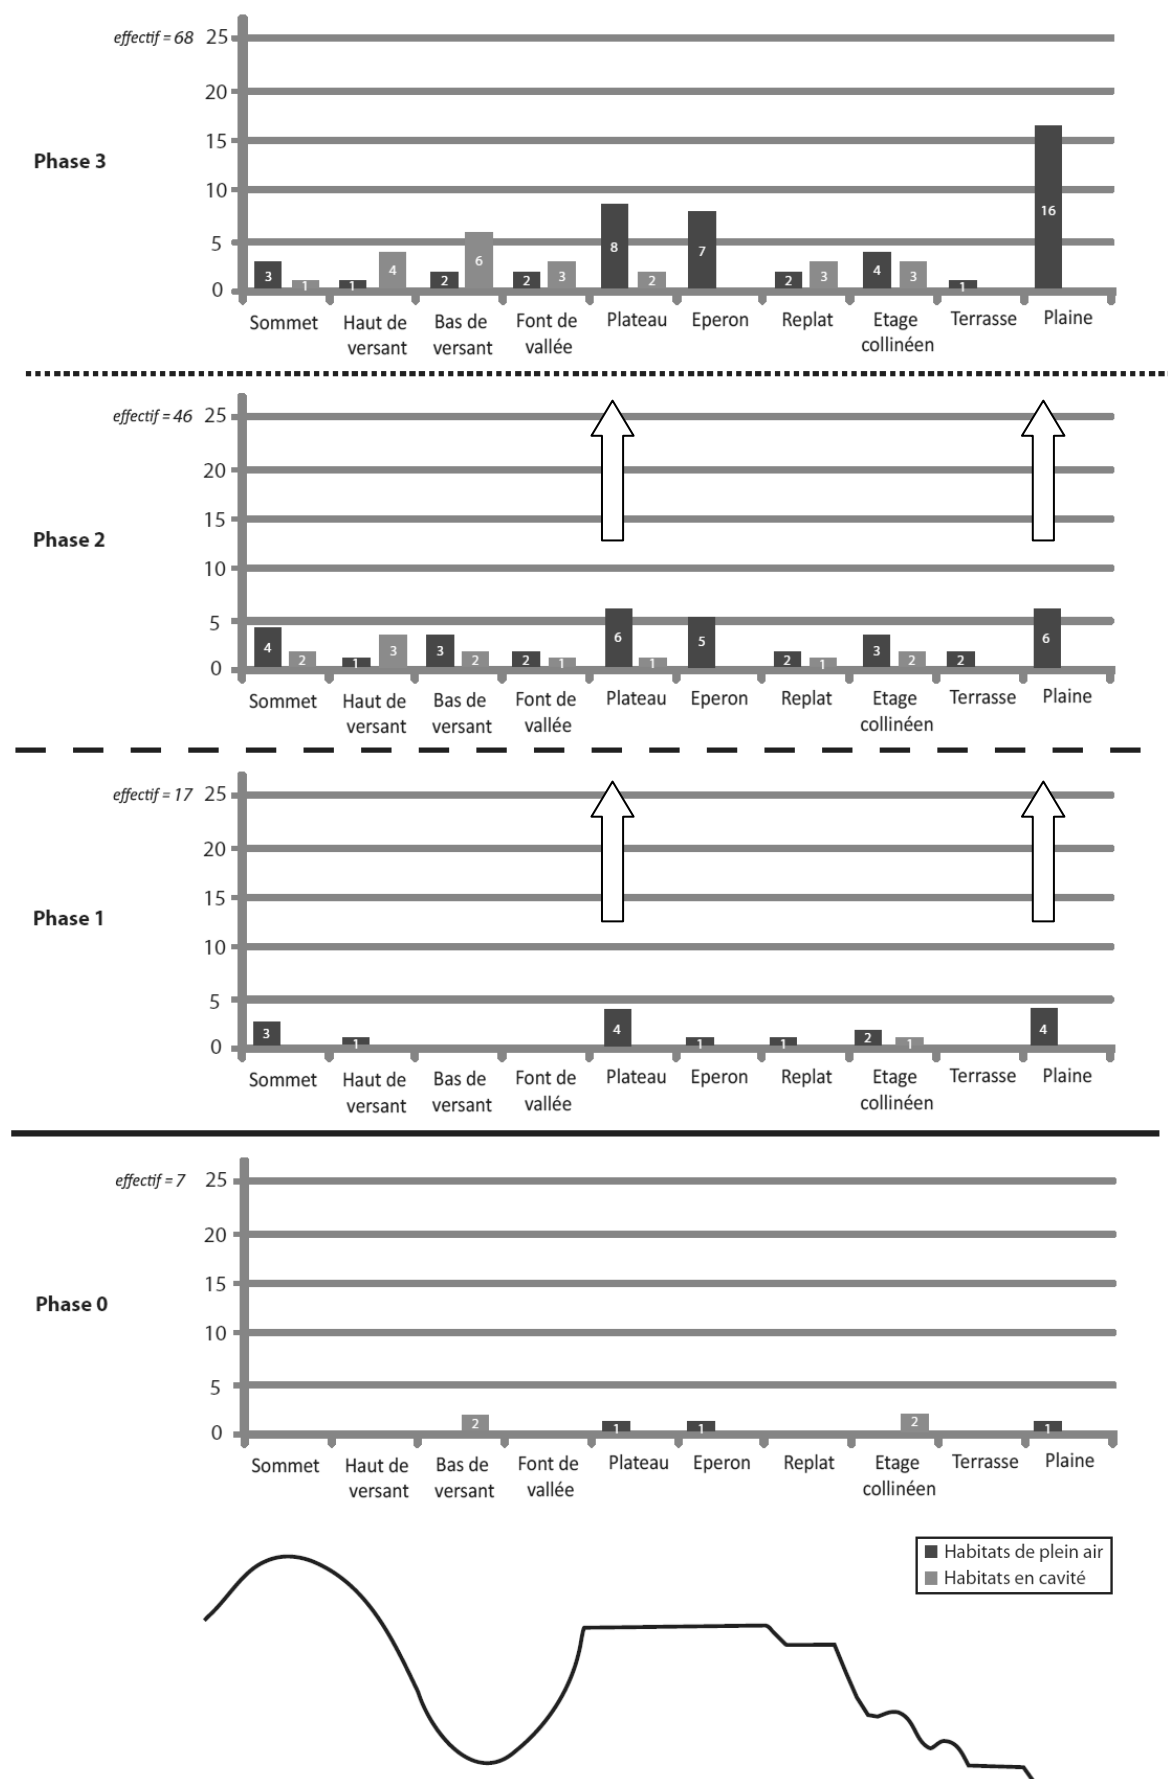 effectif = 68
25
20
15
10
5
0
Phase 3
3 1 1 4 2 6 2 3 8 2 7 2 3 4 3 1 16
Sommet Haut de Bas de Font de Plateau Eperon Replat Etage Terrasse Plaine
versant versant vallée collinéen
effectif = 46
25
20
15
10
5
0
Phase 2
4 2 1 3 3 2 2 1 6 1 5 2 1 3 2 2 6
Sommet Haut de Bas de Font de Plateau Eperon Replat Etage Terrasse Plaine
versant versant vallée collinéen
effectif = 17
25
20
15
10
5
0
Phase 1
3 1 4 1 1 2 1 4
Sommet Haut de Bas de Font de Plateau Eperon Replat Etage Terrasse Plaine
versant versant vallée collinéen
effectif = 7
25
20
15
10
5
0
Phase 0
2 1 1 2 1
Sommet Haut de Bas de Font de Plateau Eperon Replat Etage Terrasse Plaine
versant versant vallée collinéen
Habitats de plein air
Habitats en cavité